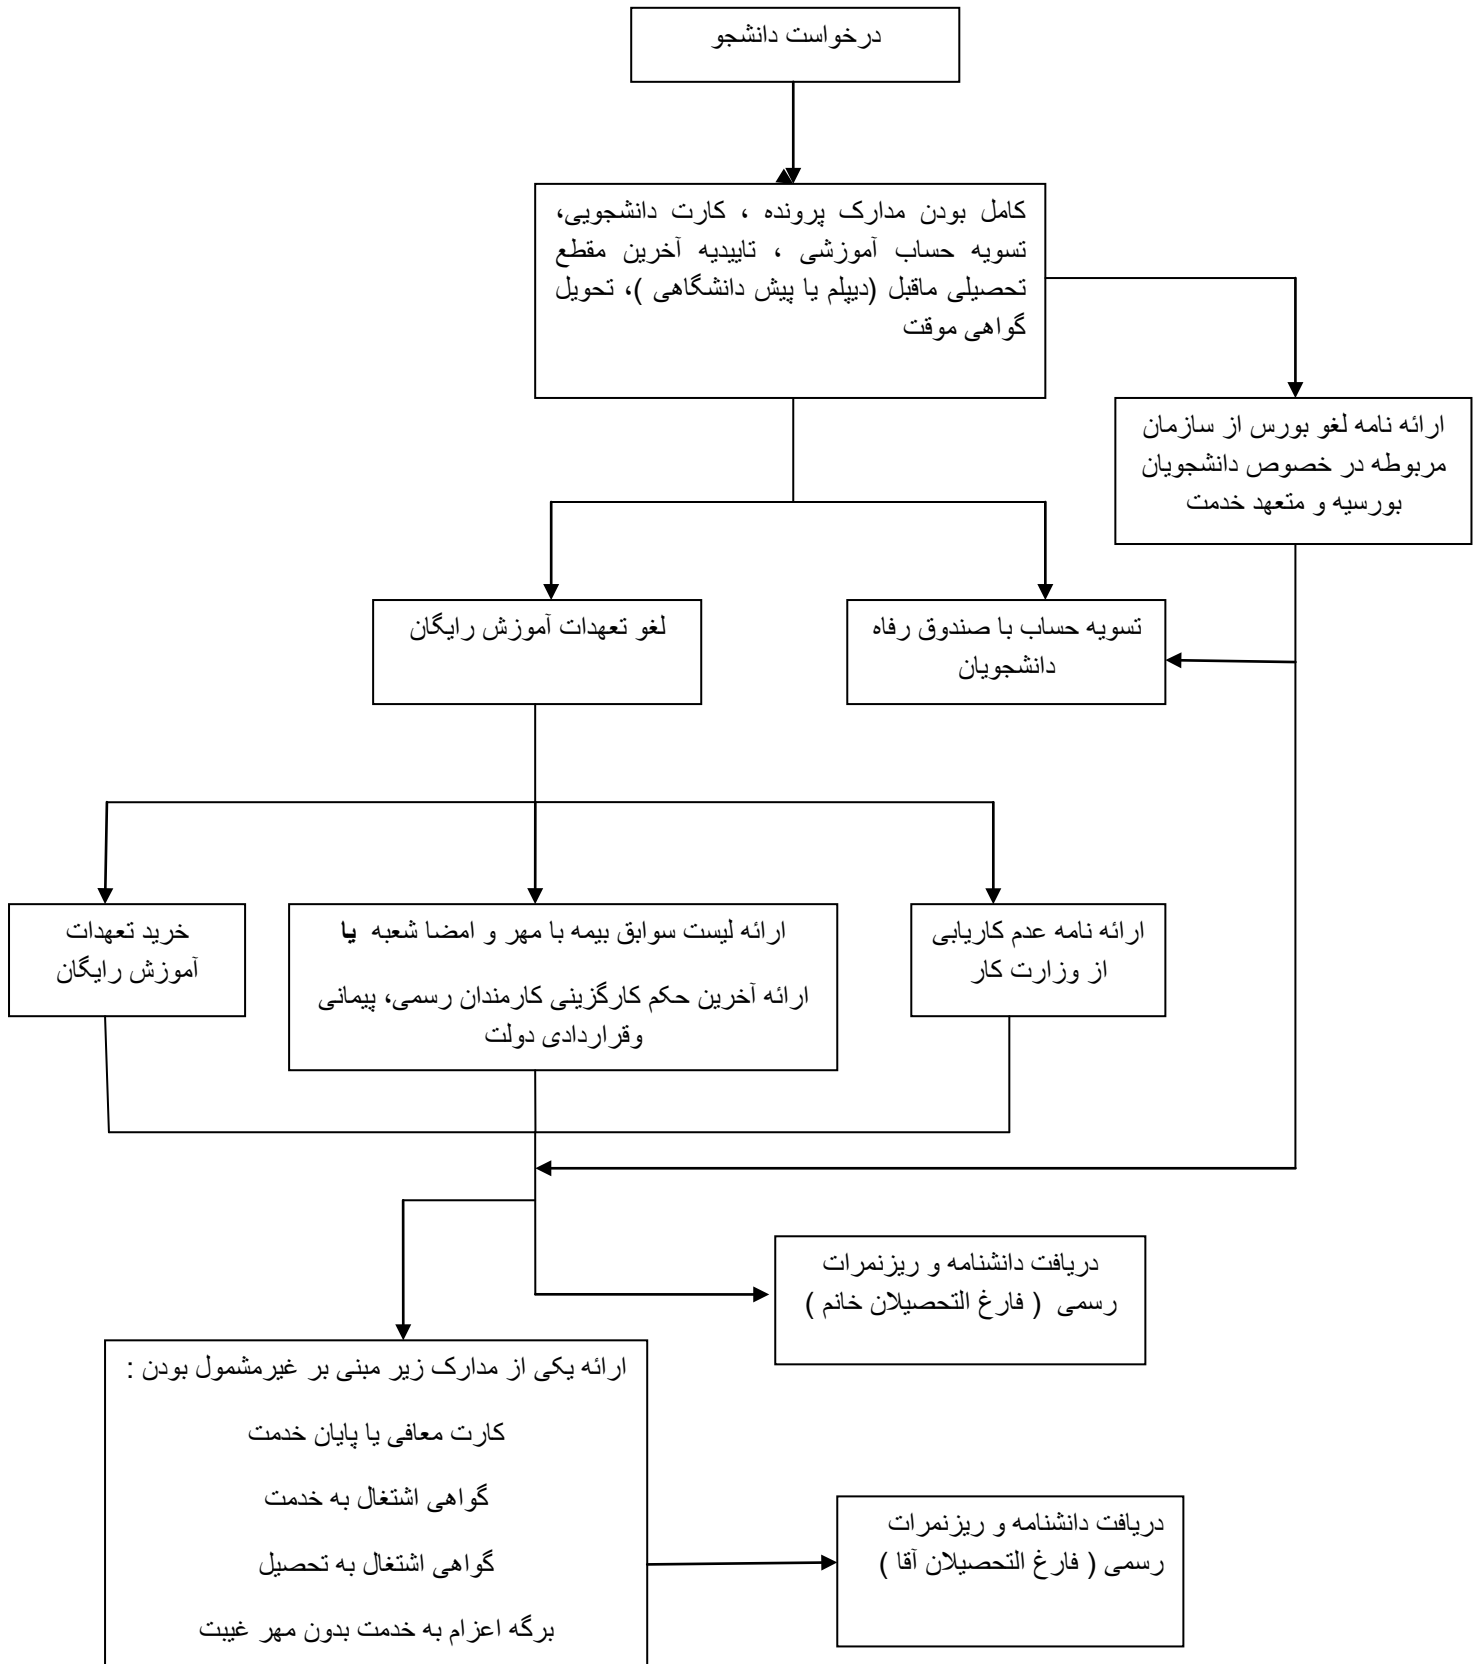 درخواست دانشجو
کامل بودن مدارک پرونده ، کارت دانشجویی،
تسویه حساب آموزشی ، تاییدیه آخرین مقطع
تحصیلی ماقبل (دیپلم یا پیش دانشگاهی )، تحویل
گواهی موقت
ارائه نامه لغو بورس از سازمان
مربوطه در خصوص دانشجویان
بورسیه و متعهد خدمت
تسویه حساب با صندوق رفاه
دانشجویان
لغو تعهدات آموزش رایگان
ارائه نامه عدم کاریابی
از وزارت کار
ارائه لیست سوابق بیمه با مهر و امضا شعبه یا
ارائه آخرین حکم کارگزینی کارمندان رسمی، پیمانی
وقراردادی دولت
خرید تعهدات
آموزش رایگان
دریافت دانشنامه و ریزنمرات
رسمی ( فارغ التحصیلان خانم )
ارائه یکی از مدارک زیر مبنی بر غیرمشمول بودن :
کارت معافی یا پایان خدمت
گواهی اشتغال به خدمت
گواهی اشتغال به تحصیل
برگه اعزام به خدمت بدون مهر غیبت
دریافت دانشنامه و ریزنمرات
رسمی ( فارغ التحصیلان آقا )